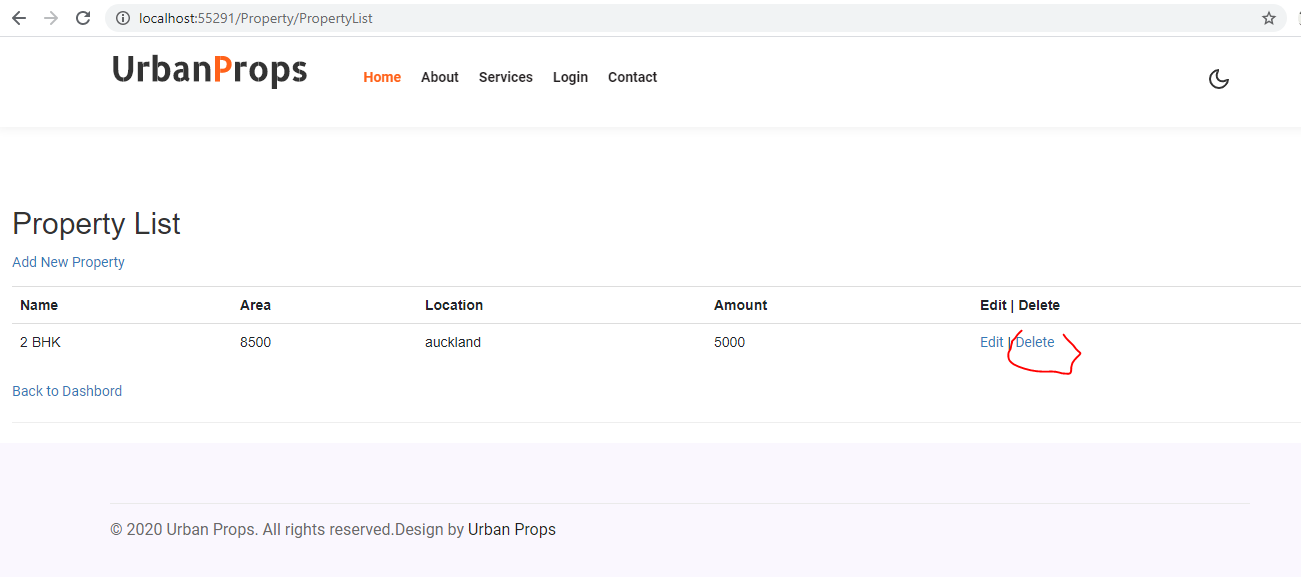 localhost:55291/Property/PropertyList
UrbanProps Home About Services Login Contact
Property List
Add New Property
Name Area Location Amount Edit | Delete
2 BHK 8500 auckland 5000 Edit | Delete
Back to Dashbord
© 2020 Urban Props. All rights reserved.Design by Urban Props